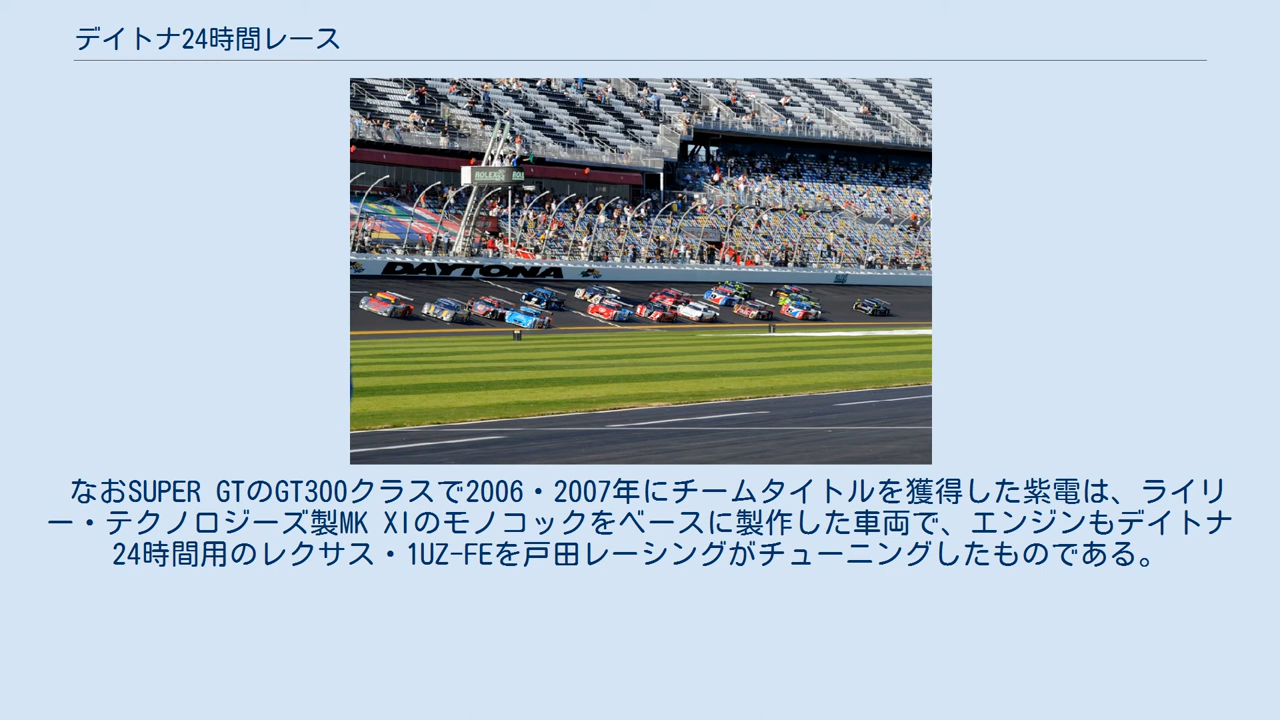 デイトナ24時間レース
ROLEX
DAYTONA
なおSUPER GTのGT300クラスで2006・2007年にチームタイトルを獲得した紫電は、ライリ
ー・テクノロジーズ製MK XIのモノコックをベースに製作した車両で、エンジンもデイトナ
24時間用のレクサス・1UZ-FEを戸田レーシングがチューニングしたものである。